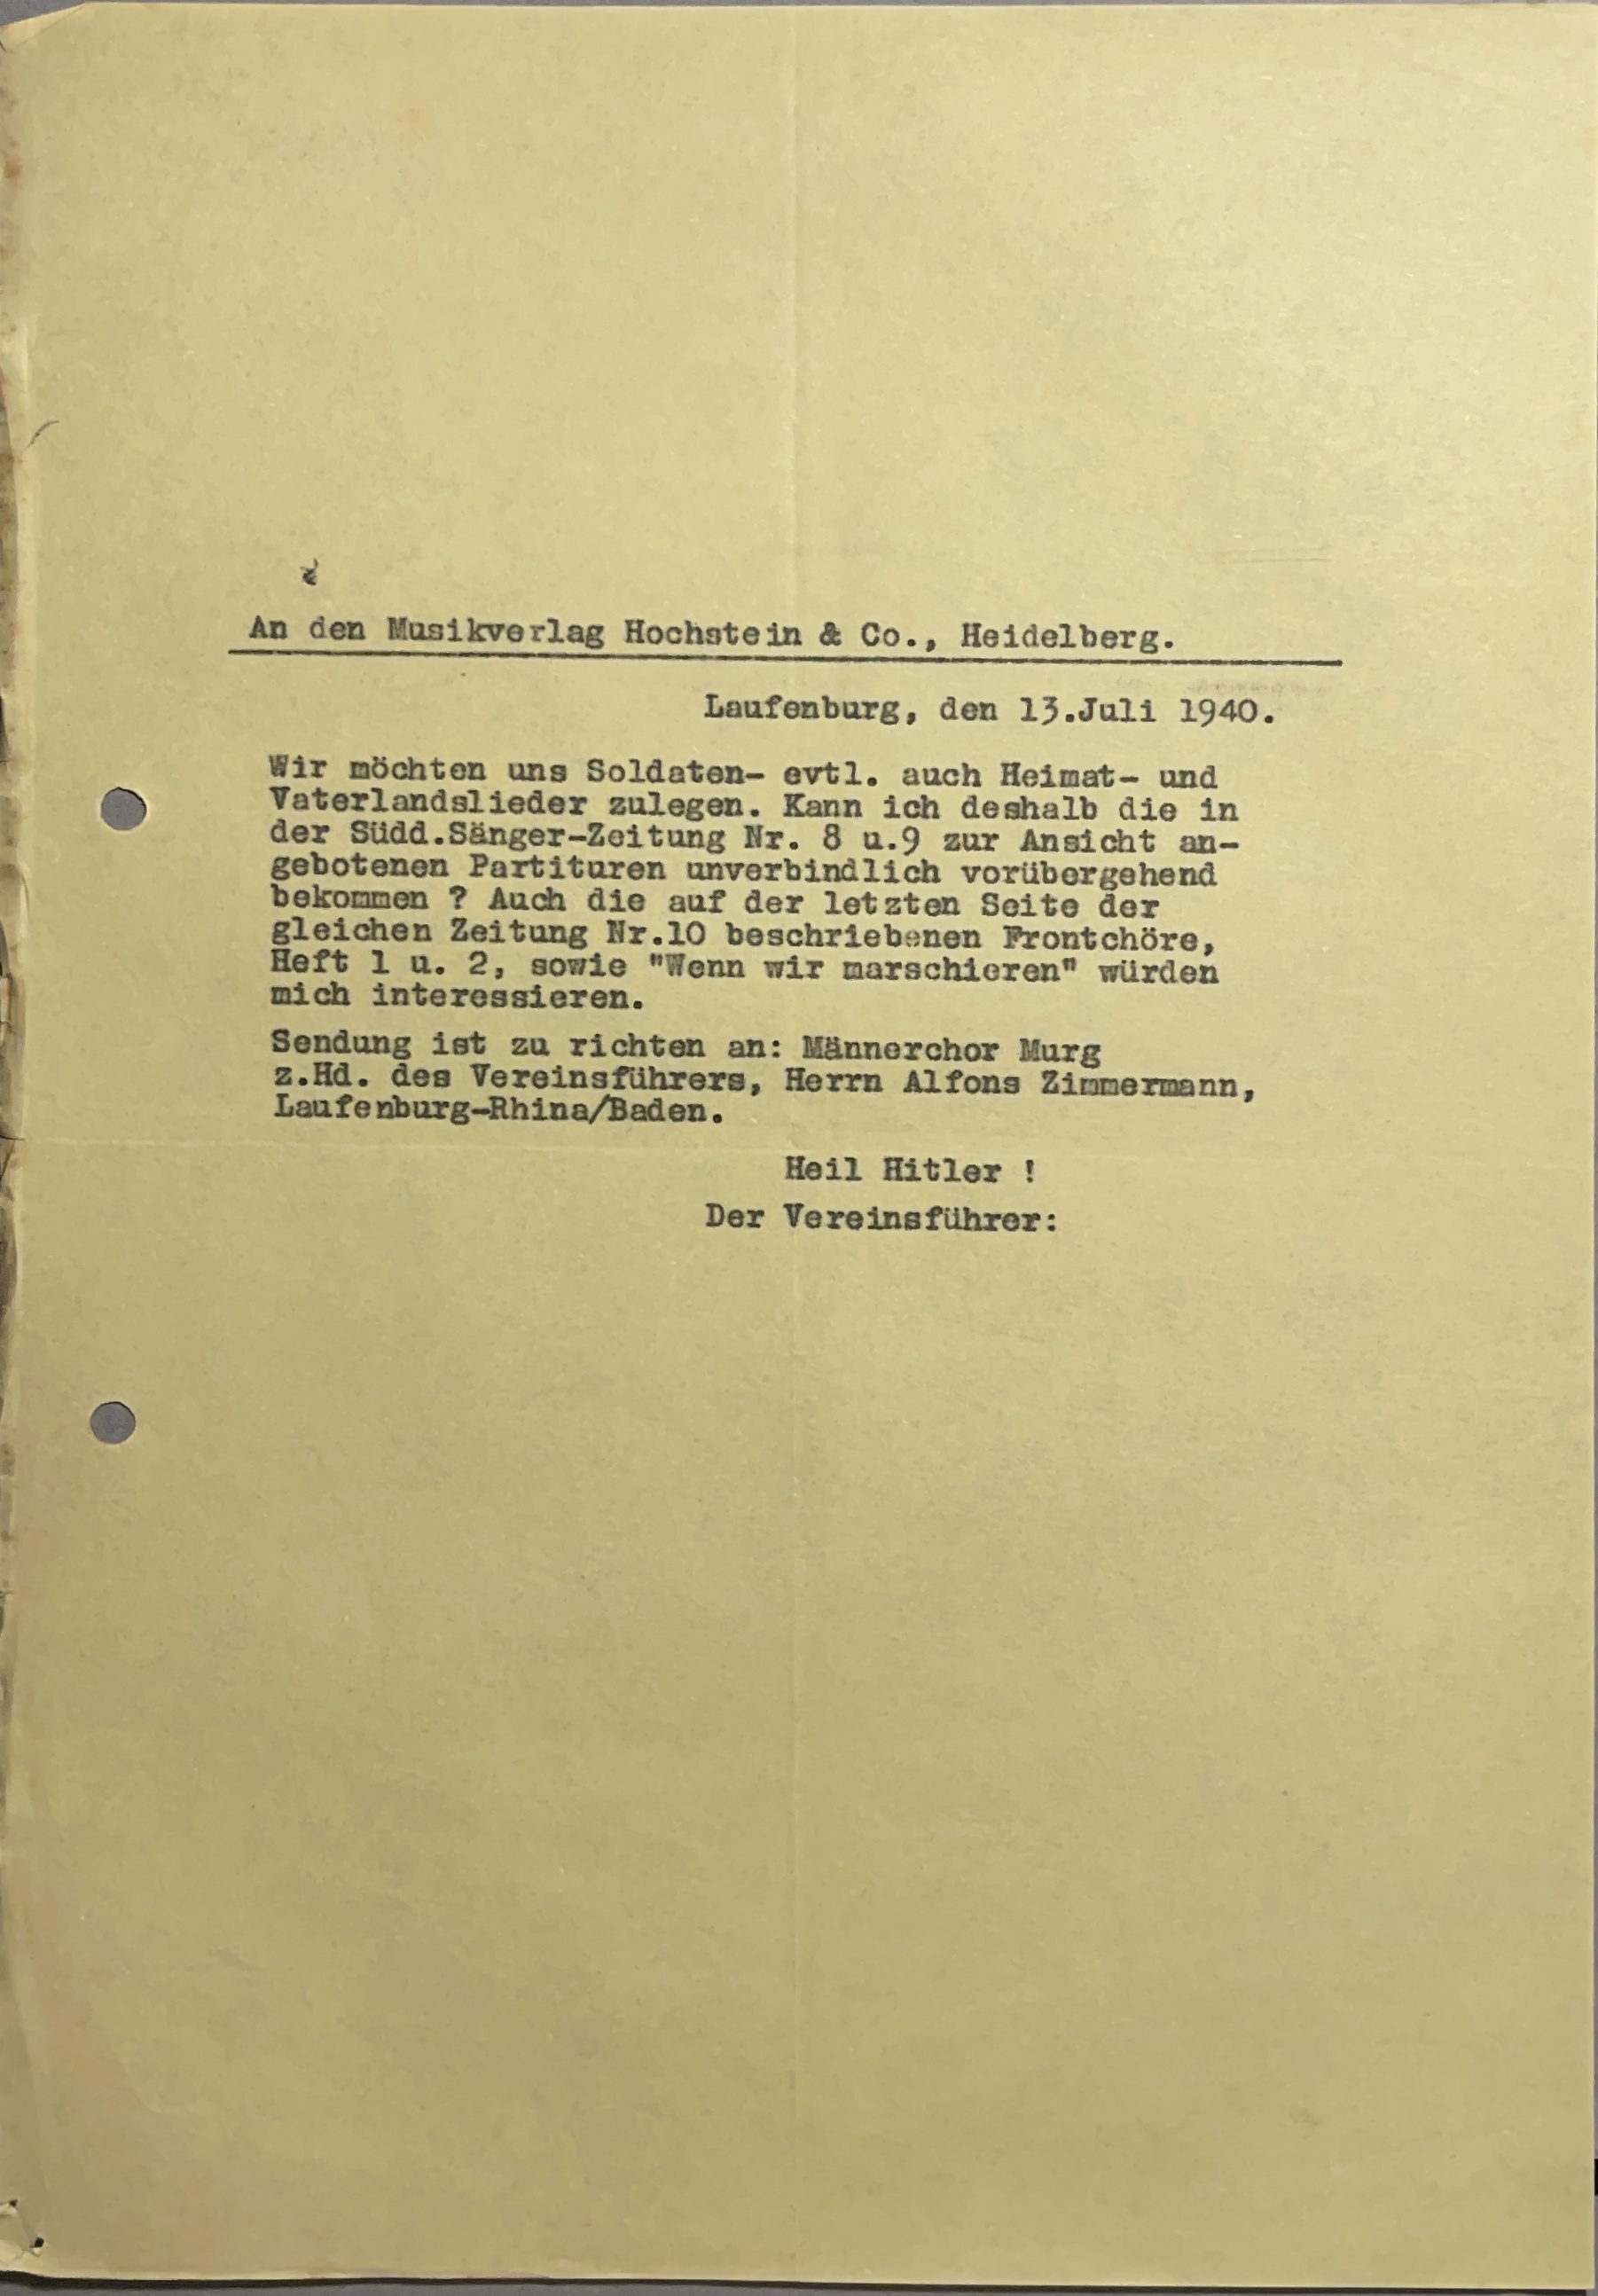 An den Musikverlag Hochstein & Co., Heidelberg.
Laufenburg, den 13.Juli 1940.
Wir möchten uns Soldaten- evtl. auch Heimat- und
Vaterlandslieder zulegen. Kann ich deshalb die in
der Südd.Sänger-Zeitung Nr. 8 u.9 zur Ansicht an-
gebotenen Partituren unverbindlich vorübergehend
bekommen ? Auch die auf der letzten Seite der
gleichen Zeitung Nr.10 beschriebenen Frontchöre,
Heft 1 u. 2, sowie "Wenn wir marschieren" würden
mich interessieren.
Sendung ist zu richten an: Männerchor Murg
z.Hd. des Vereinsführers, Herrn Alfons Zimmermann,
Laufenburg-Rhina/Baden.
Heil Hitler !
Der Vereinsführer: